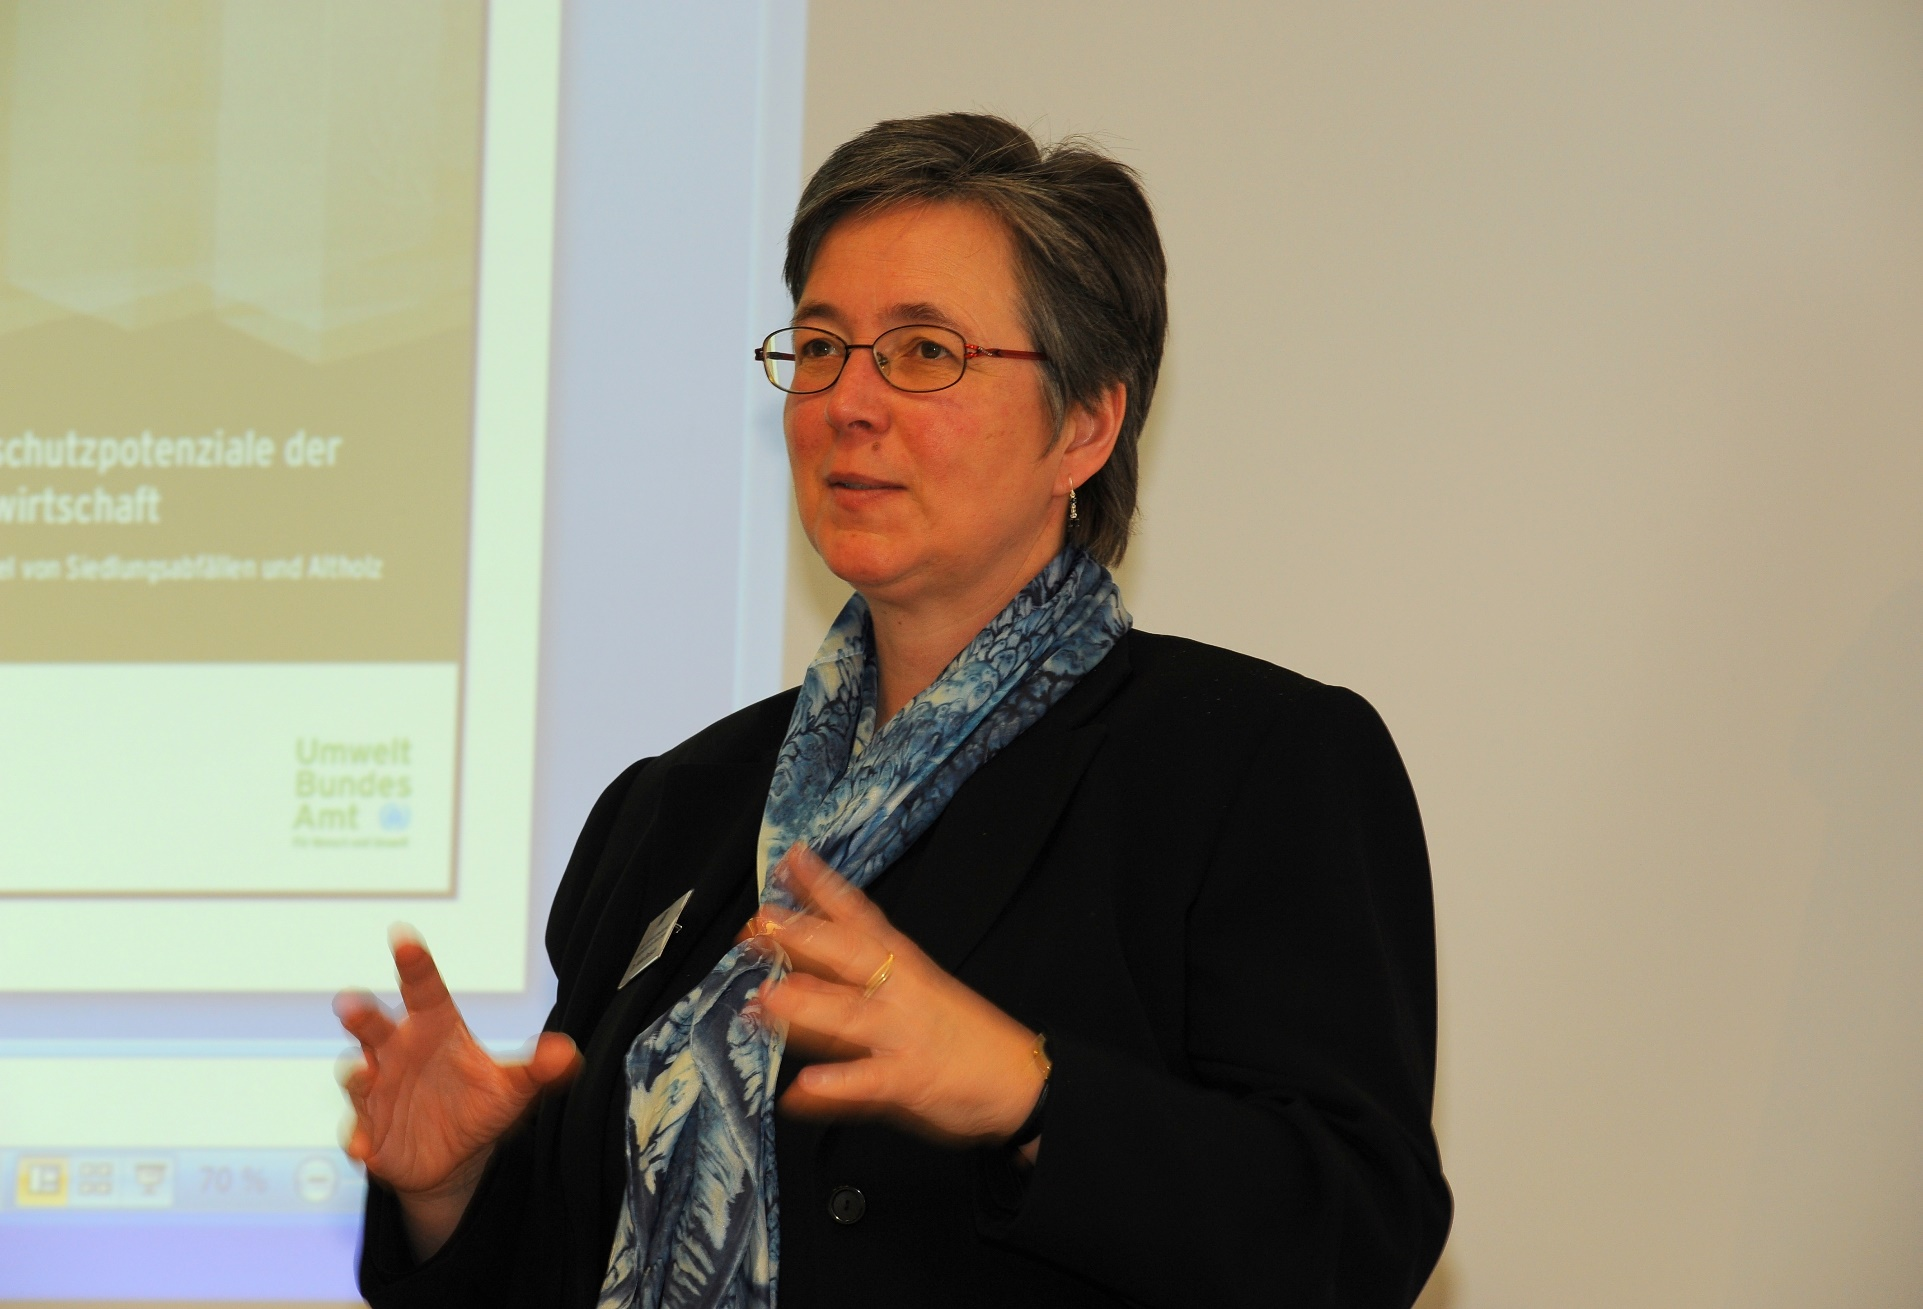 schutzpotenziale der
wirtschaft
el von Siedlungsabfällen und Altholz
Umwelt
Bundes
Amt
70 %